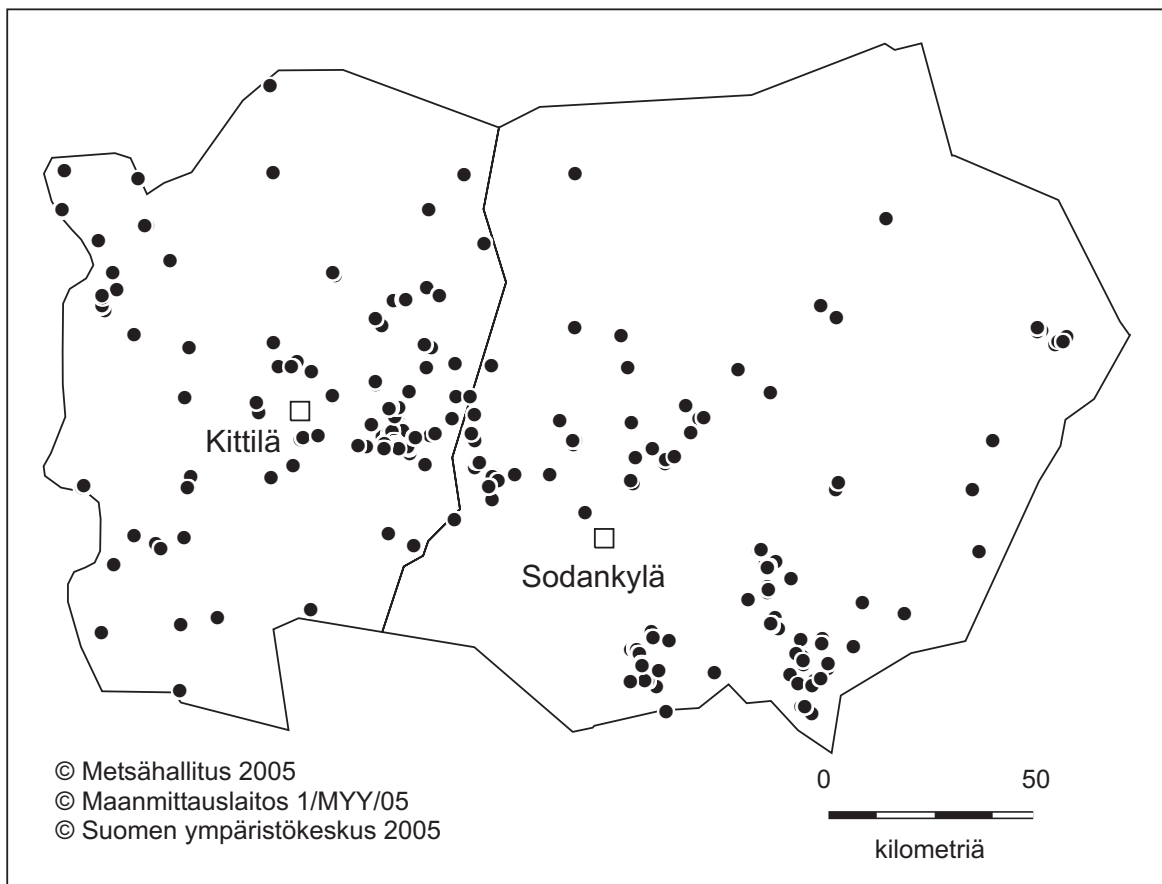 Kittilä
Sodankylä
© Metsähallitus 2005
© Maanmittauslaitos 1/MYY/05
© Suomen ympäristökeskus 2005
0 50
kilometriä